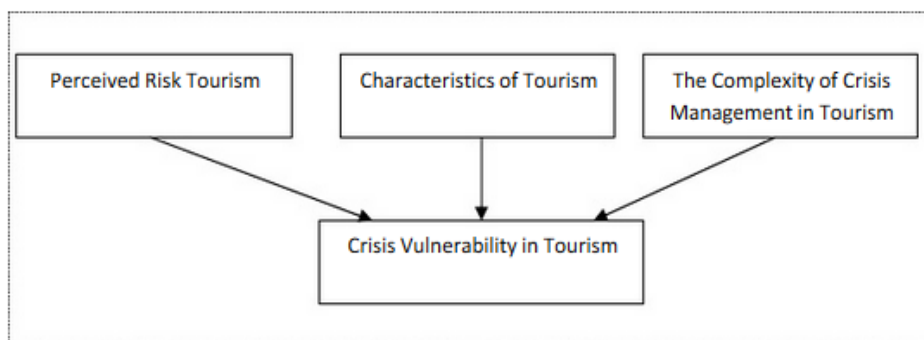 Perceived Risk Tourism
Characteristics of Tourism
The Complexity of Crisis
Management in Tourism
Crisis Vulnerability in Tourism